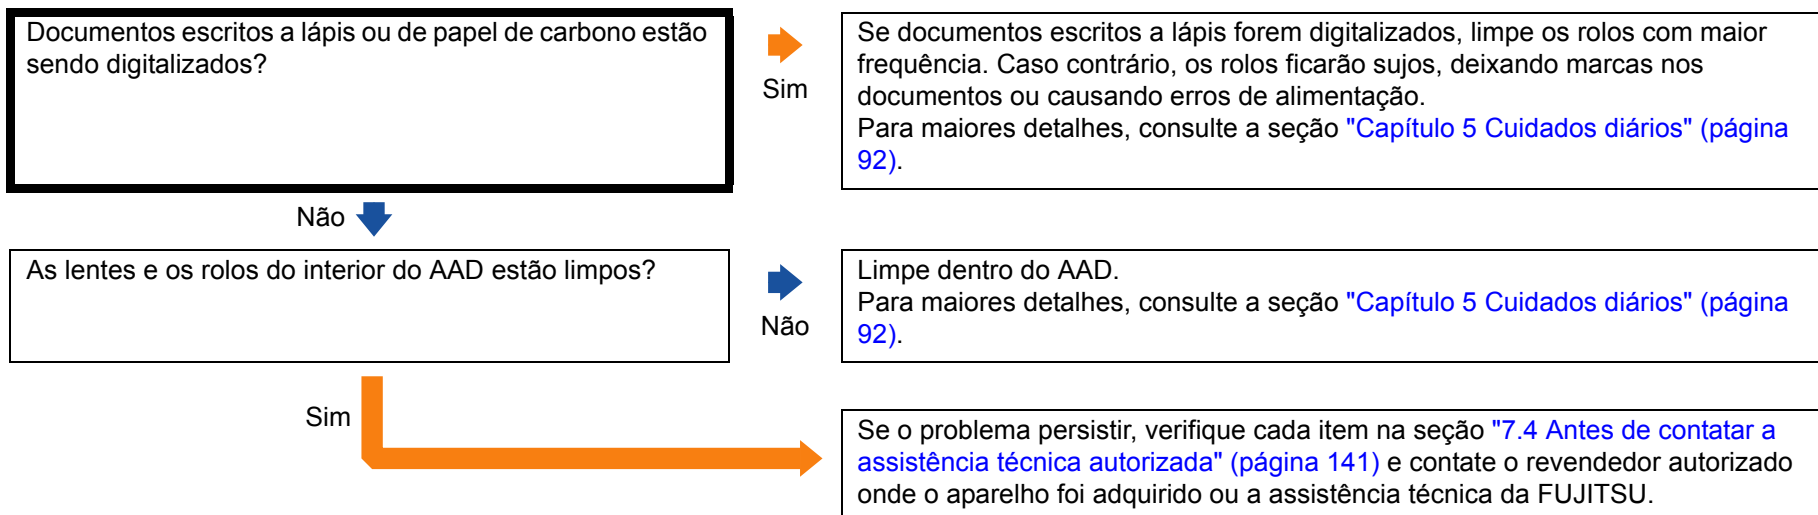 Documentos escritos a lápis ou de papel de carbono estão
sendo digitalizados?
Sim
Se documentos escritos a lápis forem digitalizados, limpe os rolos com maior
frequência. Caso contrário, os rolos ficarão sujos, deixando marcas nos
documentos ou causando erros de alimentação.
Para maiores detalhes, consulte a seção "Capítulo 5 Cuidados diários" (página
92).
Não
As lentes e os rolos do interior do AAD estão limpos?
Não
Limpe dentro do AAD.
Para maiores detalhes, consulte a seção "Capítulo 5 Cuidados diários" (página
92).
Sim
Se o problema persistir, verifique cada item na seção "7.4 Antes de contatar a
assistência técnica autorizada" (página 141) e contate o revendedor autorizado
onde o aparelho foi adquirido ou a assistência técnica da FUJITSU.